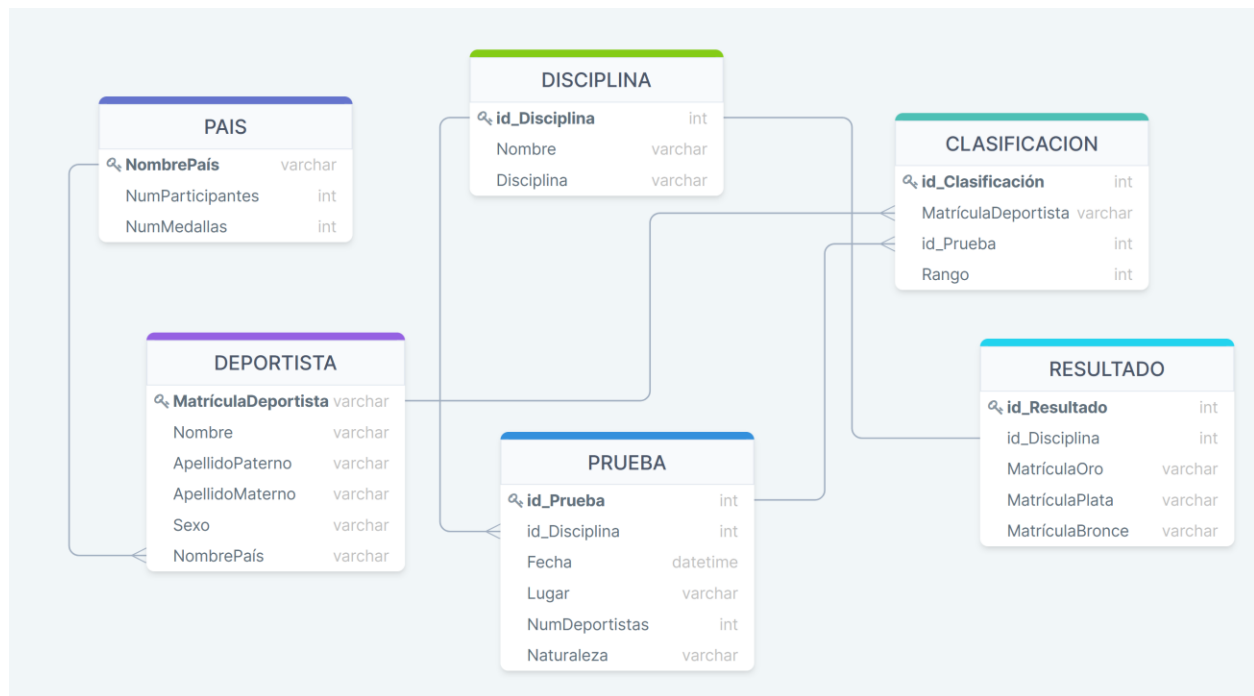 PAIS
NombrePaís varchar
NumParticipantes int
NumMedallas int
DISCIPLINA
id_Disciplina int
Nombre varchar
Disciplina varchar
CLASIFICACION
id_Clasificación int
MatrículaDeportista varchar
id_Prueba int
Rango int
DEPORTISTA
MatrículaDeportista varchar
Nombre varchar
ApellidoPaterno varchar
ApellidoMaterno varchar
Sexo varchar
NombrePaís varchar
PRUEBA
id_Prueba int
id_Disciplina int
Fecha datetime
Lugar varchar
NumDeportistas int
Naturaleza varchar
RESULTADO
id_Resultado int
id_Disciplina int
MatrículaOro varchar
MatrículaPlata varchar
MatrículaBronce varchar